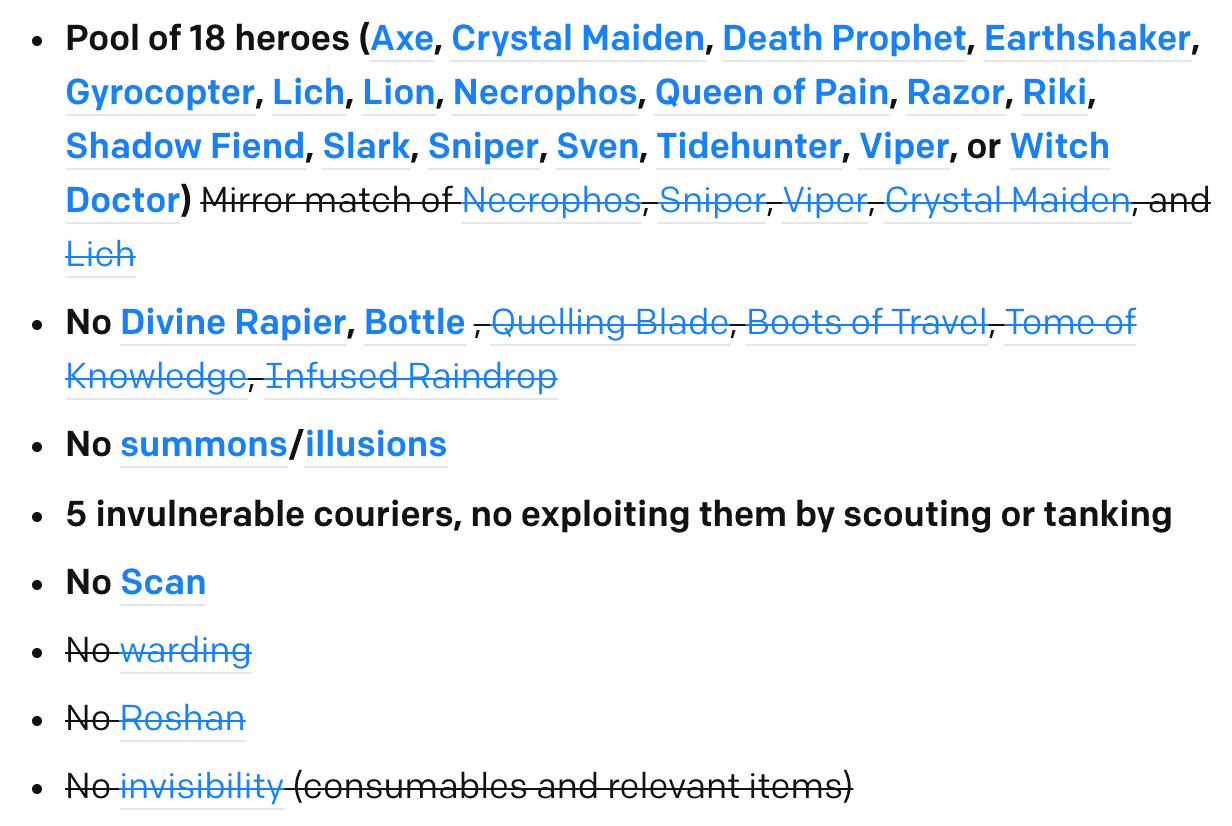 • Pool of 18 heroes (Axe, Crystal Maiden, Death Prophet, Earthshaker,
Gyrocopter, Lich, Lion, Necrophos, Queen of Pain, Razor, Riki,
Shadow Fiend, Slark, Sniper, Sven, Tidehunter, Viper, or Witch
Doctor) Mirror match of Necrophos, Sniper, Viper, Crystal Maiden, and
Lich
• No Divine Rapier, Bottle , Quelling Blade, Boots of Travel, Tome of
Knowledge, Infused Raindrop
• No summons/illusions
• 5 invulnerable couriers, no exploiting them by scouting or tanking
• No Scan
• No warding
• No Roshan
• No invisibility (consumables and relevant items)